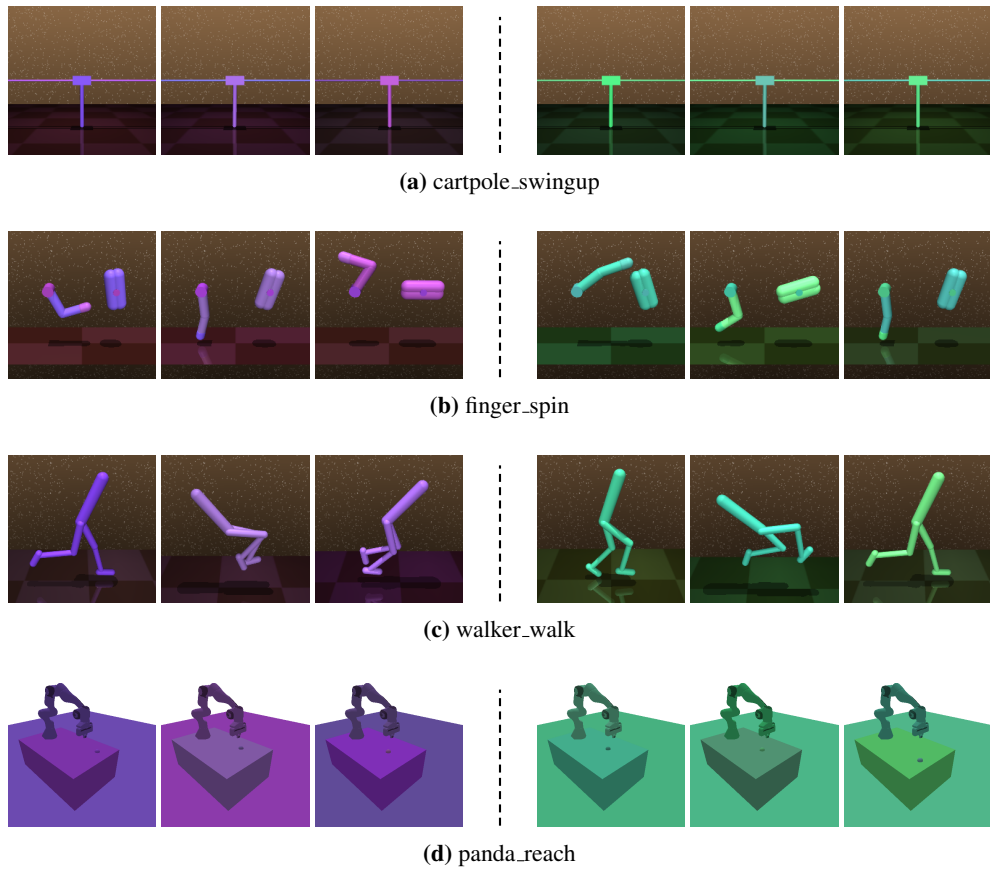 (a) cartpole_swingup
(b) finger_spin
(c) walker_walk
(d) panda_reach